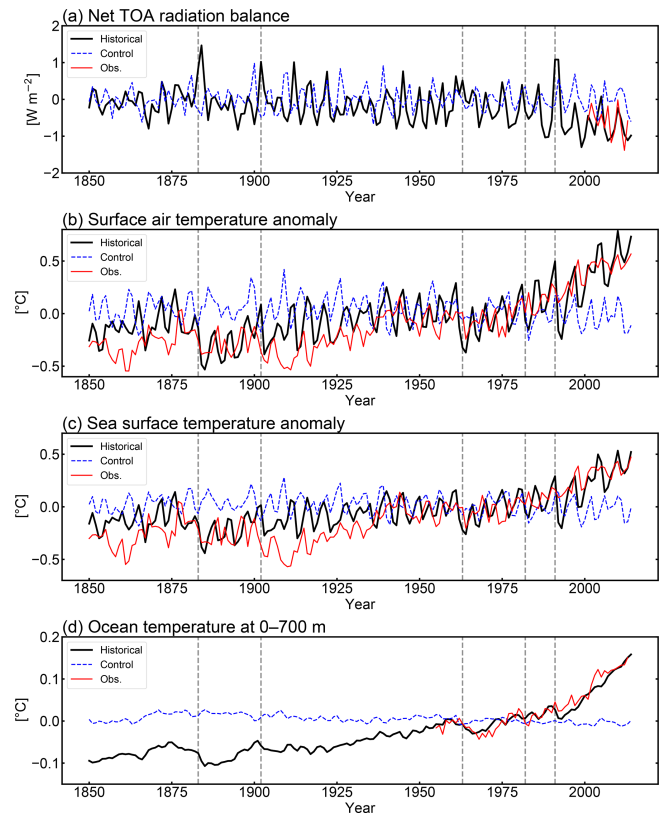 (a) Net TOA radiation balance
2
1
0
−1
−2
[W m−2]
Historical
Control
Obs.
1850 1875 1900 1925 1950 1975 2000
Year
(b) Surface air temperature anomaly
0.5
0.0
−0.5
[°C]
Historical
Control
Obs.
1850 1875 1900 1925 1950 1975 2000
Year
(c) Sea surface temperature anomaly
0.5
0.0
−0.5
[°C]
Historical
Control
Obs.
1850 1875 1900 1925 1950 1975 2000
Year
(d) Ocean temperature at 0–700 m
0.2
0.1
0.0
−0.1
[°C]
Historical
Control
Obs.
1850 1875 1900 1925 1950 1975 2000
Year